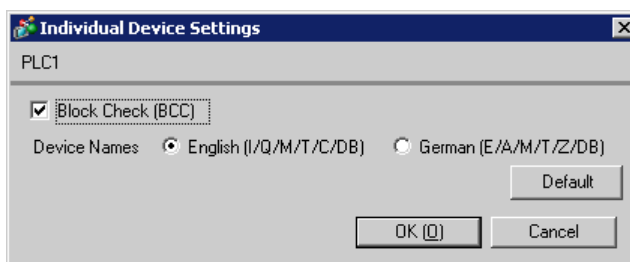 Individual Device Settings
PLC1
Block Check (BCC)
Device Names English (I/Q/M/T/C/DB) German (E/A/M/T/Z/DB)
Default
OK (O) Cancel